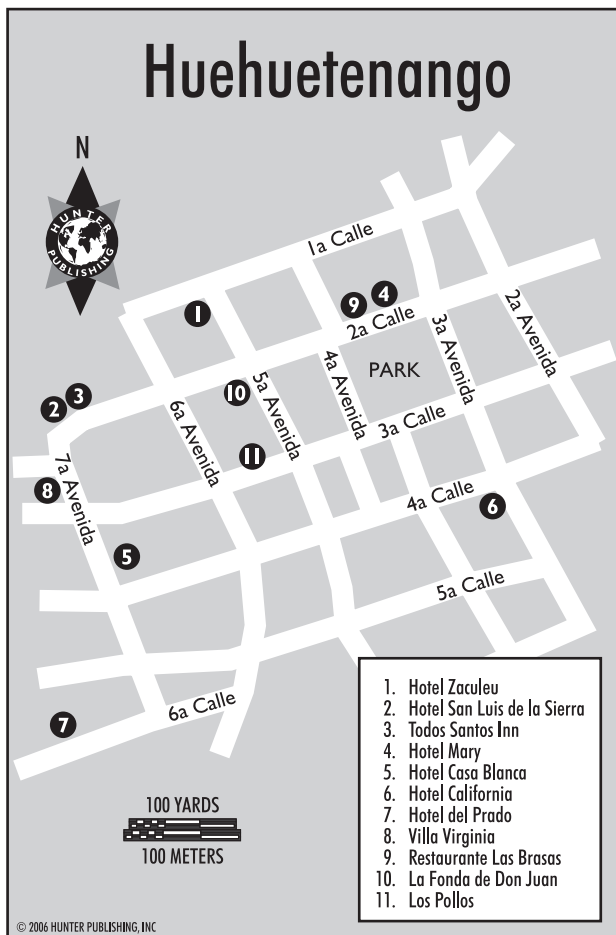 Huehuetenango
N
HUNTER
PUBLISHING
1a Calle
2a Calle
2a Avenida
3a Avenida
4a Avenida
PARK
3a Calle
5a Avenida
6a Avenida
7a Avenida
4a Calle
5a Calle
6a Calle
1
9
4
2
3
10
11
8
5
6
7
1. Hotel Zaculeu
2. Hotel San Luis de la Sierra
3. Todos Santos Inn
4. Hotel Mary
5. Hotel Casa Blanca
6. Hotel California
7. Hotel del Prado
8. Villa Virginia
9. Restaurante Las Brasas
10. La Fonda de Don Juan
11. Los Pollos
100 YARDS
100 METERS
© 2006 HUNTER PUBLISHING, INC